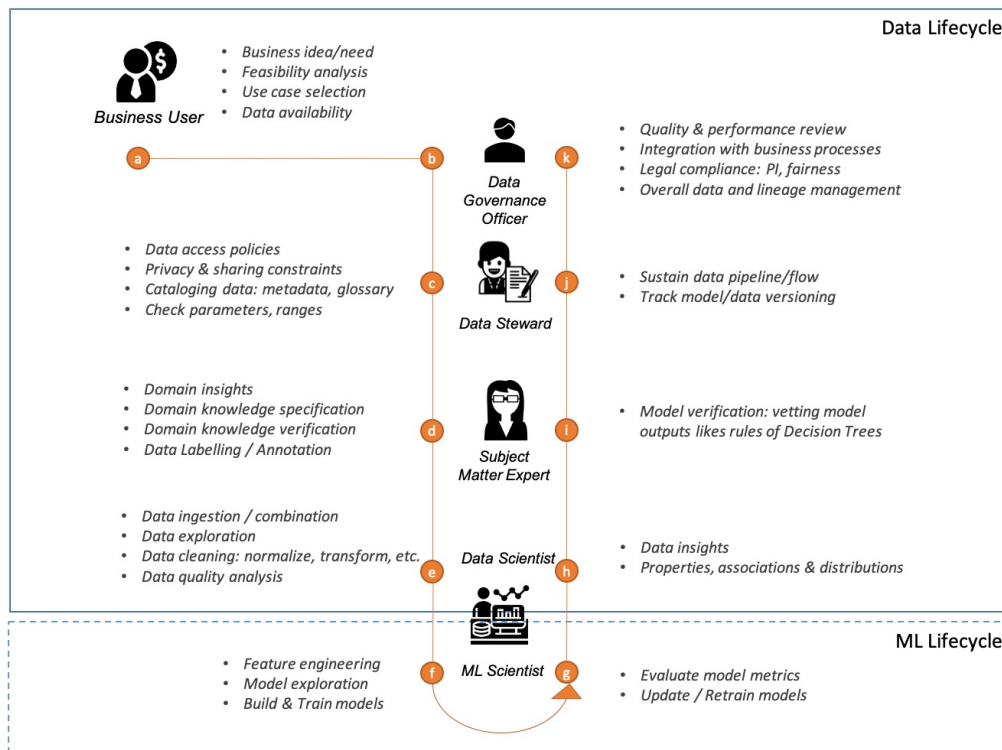 Data Lifecycle
• Business idea/need
• Feasibility analysis
• Use case selection
• Data availability
Business User
a
b
k
Data
Governance
Officer
• Quality & performance review
• Integration with business processes
• Legal compliance: PI, fairness
• Overall data and lineage management
• Data access policies
• Privacy & sharing constraints
• Cataloging data: metadata, glossary
• Check parameters, ranges
c
j
Data Steward
• Sustain data pipeline/flow
• Track model/data versioning
• Domain insights
• Domain knowledge specification
• Domain knowledge verification
• Data Labelling / Annotation
d
i
Subject
Matter Expert
• Model verification: vetting model
outputs likes rules of Decision Trees
• Data ingestion / combination
• Data exploration
• Data cleaning: normalize, transform, etc.
• Data quality analysis
e
Data Scientist
h
• Data insights
• Properties, associations & distributions
ML Lifecycle
• Feature engineering
• Model exploration
• Build & Train models
f
ML Scientist
g
• Evaluate model metrics
• Update / Retrain models